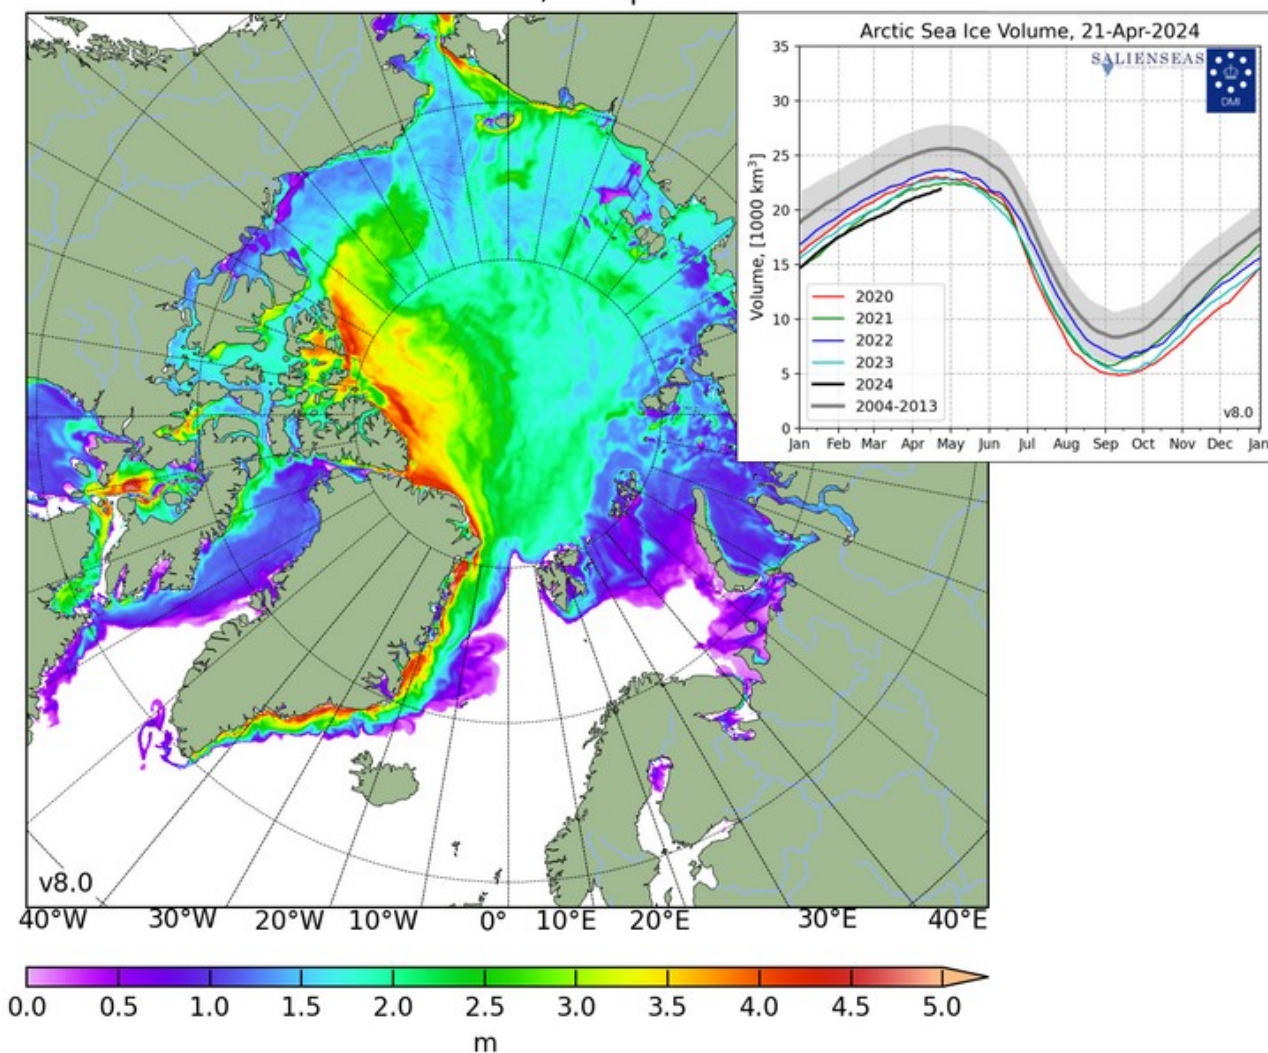 Arctic Sea Ice Volume, 21-Apr-2024
SALIENSEAS
DMI
Volume, [1000 km³]
35
30
25
20
15
10
5
0
2020
2021
2022
2023
2024
2004-2013
v8.0
Jan Feb Mar Apr May Jun Jul Aug Sep Oct Nov Dec Jan
v8.0
40°W 30°W 20°W 10°W 0° 10°E 20°E 30°E 40°E
0.0 0.5 1.0 1.5 2.0 2.5 3.0 3.5 4.0 4.5 5.0
m